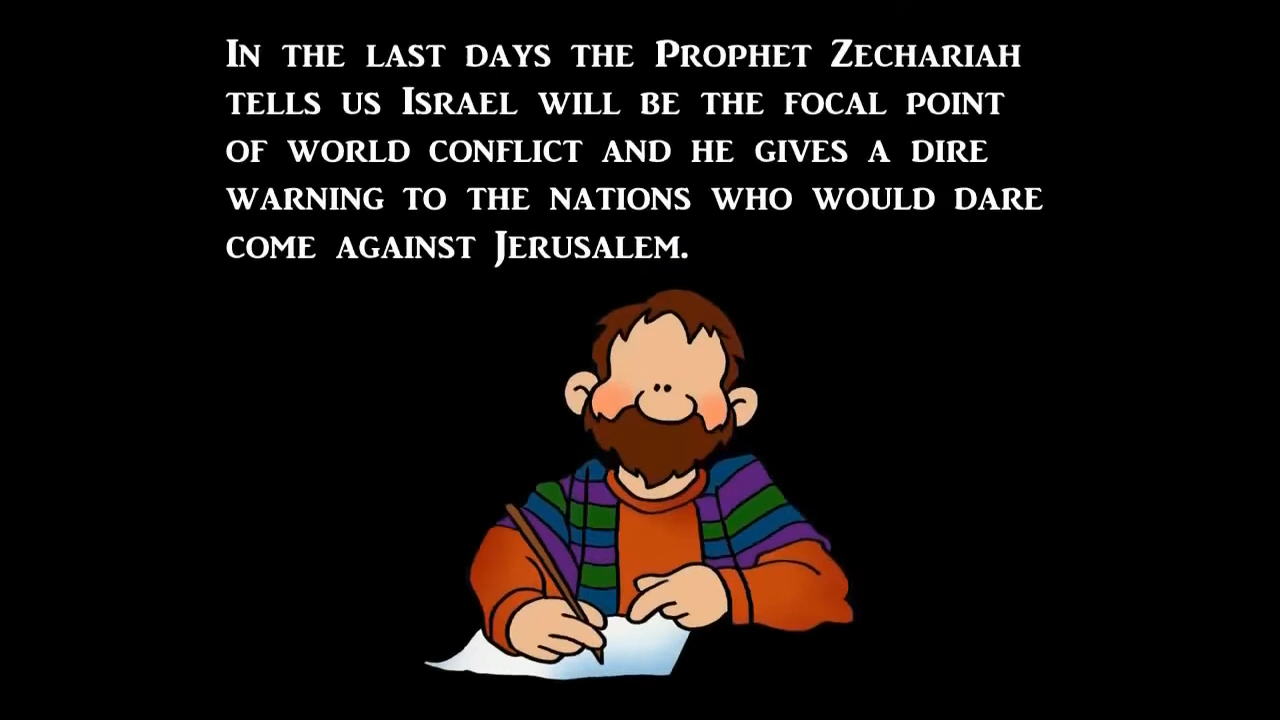 In the last days the Prophet Zechariah
tells us Israel will be the focal point
of world conflict and he gives a dire
warning to the nations who would dare
come against Jerusalem.